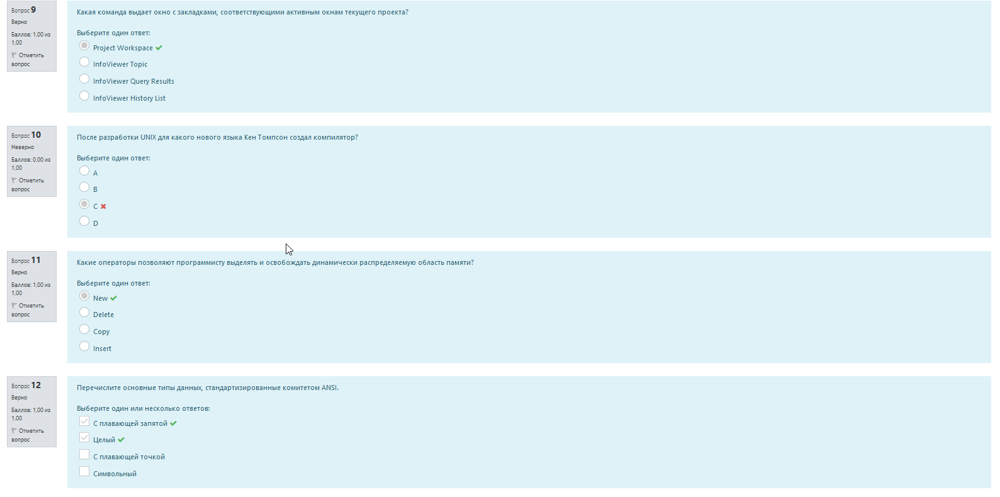 Вопрос 9
Верно
Баллов: 1,00 из
1,00
Отметить
вопрос
Какая команда выдает окно с закладками, соответствующими активным окнам текущего проекта?
Выберите один ответ:
Project Workspace
InfoViewer Topic
InfoViewer Query Results
InfoViewer History List
Вопрос 10
Неверно
Баллов: 0,00 из
1,00
Отметить
вопрос
После разработки UNIX для какого нового языка Кен Томпсон создал компилятор?
Выберите один ответ:
A
B
C
D
Вопрос 11
Верно
Баллов: 1,00 из
1,00
Отметить
вопрос
Какие операторы позволяют программисту выделять и освобождать динамически распределяемую область памяти?
Выберите один ответ:
New
Delete
Copy
Insert
Вопрос 12
Верно
Баллов: 1,00 из
1,00
Отметить
вопрос
Перечислите основные типы данных, стандартизированные комитетом ANSI.
Выберите один или несколько ответов:
С плавающей запятой
Целый
С плавающей точкой
Символьный